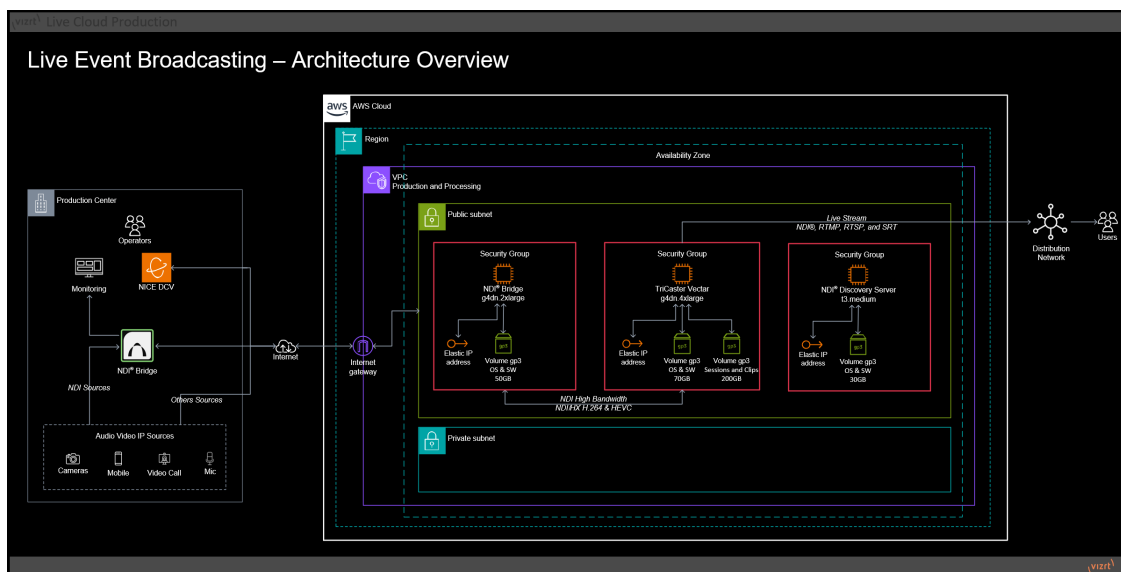 vizrt Live Cloud Production
Live Event Broadcasting – Architecture Overview
aws
AWS Cloud
Region
Availability Zone
VPC
Production and Processing
Production Center
Operators
Monitoring
NICE DCV
NDI® Bridge
NDI Sources
Others Sources
Audio Video IP Sources
Cameras
Mobile
Video Call
Mic
Internet
Internet
gateway
Public subnet
Security Group
NDI® Bridge
g4dn.2xlarge
Elastic IP
address
gp3
Volume gp3
OS & SW
50GB
Security Group
TriCaster Vectar
g4dn.4xlarge
Elastic IP
address
gp3
Volume gp3
OS & SW
70GB
gp3
Volume gp3
Sessions and Clips
200GB
Security Group
NDI® Discovery Server
t3.medium
Elastic IP
address
gp3
Volume gp3
OS & SW
30GB
Live Stream
NDI®, RTMP, RTSP, and SRT
NDI High Bandwidth
NDI/HX H.264 & HEVC
Private subnet
Distribution
Network
Users
vizrt